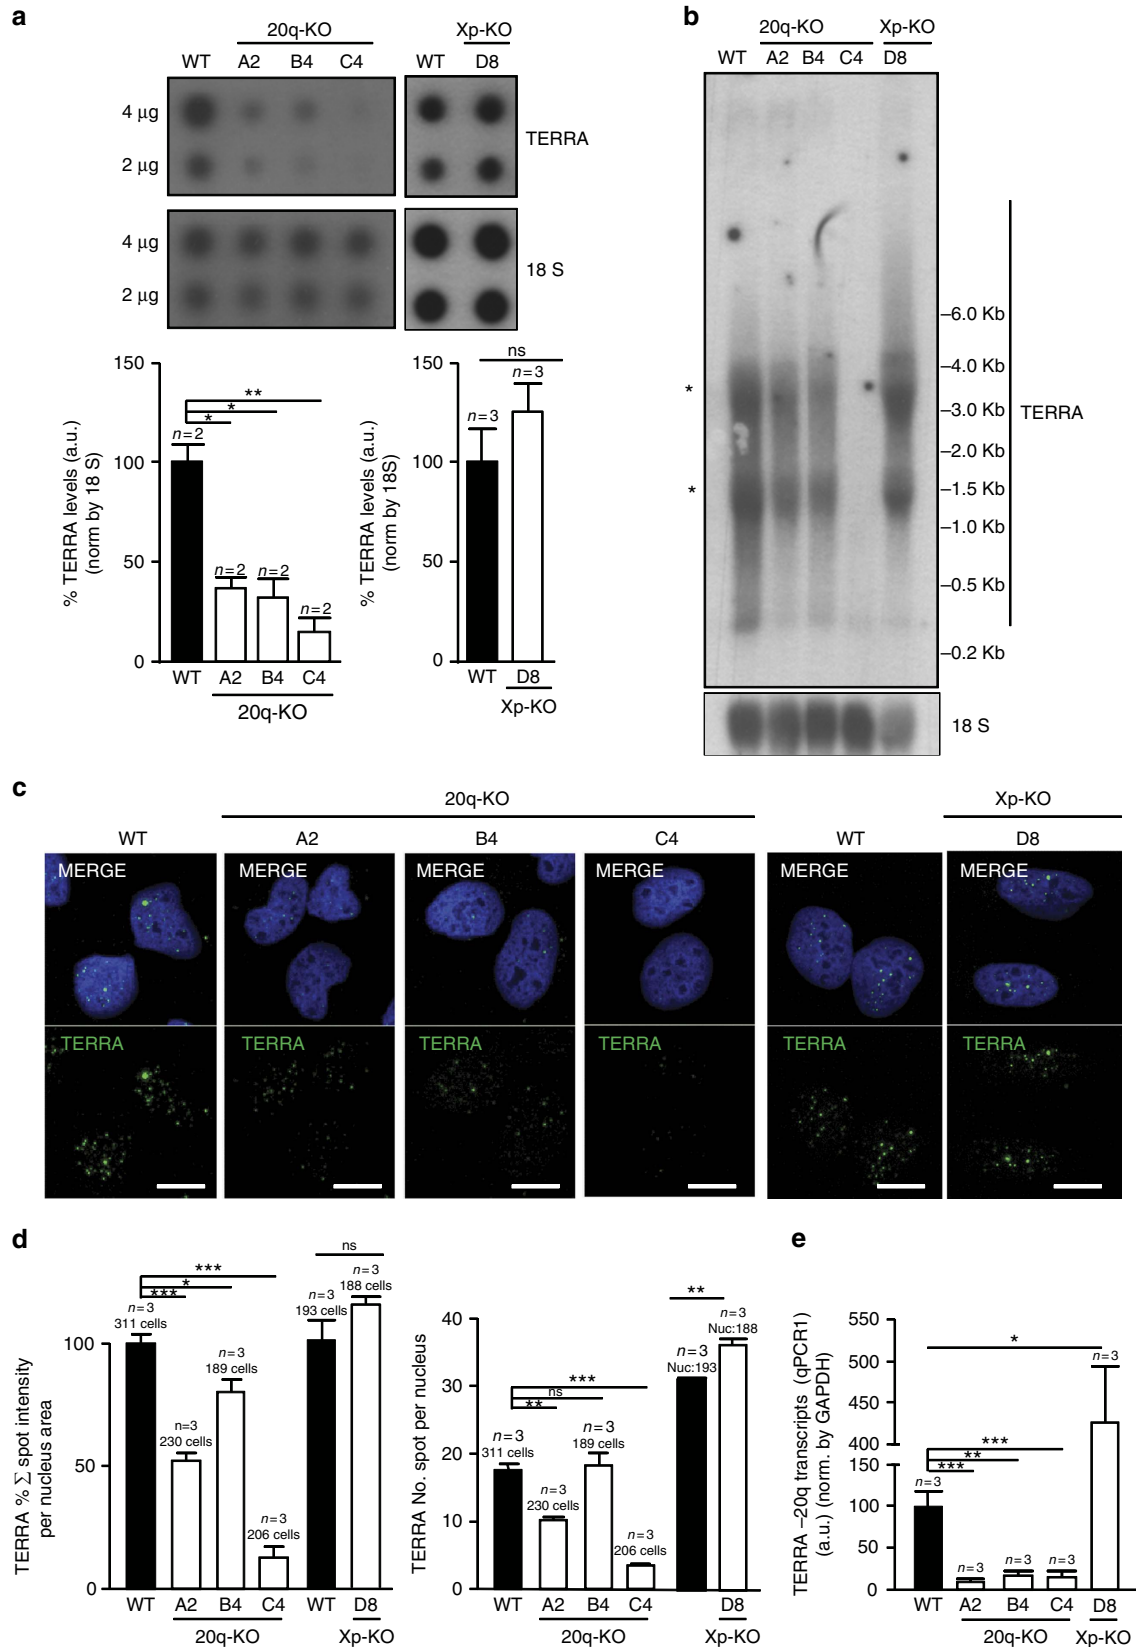 a
20q-KO
Xp-KO
WT A2 B4 C4 WT D8
4 μg
2 μg
TERRA
4 μg
2 μg
18 S
% TERRA levels (a.u.)
(norm by 18 S)
150
100
50
0
**
*
*
n=2
n=2
n=2
n=2
WT A2 B4 C4
20q-KO
% TERRA levels (a.u.)
(norm by 18S)
150
100
50
0
ns
n=3
n=3
WT D8
Xp-KO
b
20q-KO Xp-KO
WT A2 B4 C4 D8
*
*
–6.0 Kb
–4.0 Kb
–3.0 Kb
–2.0 Kb
–1.5 Kb
–1.0 Kb
–0.5 Kb
–0.2 Kb
TERRA
18 S
c
20q-KO
Xp-KO
WT A2 B4 C4 WT D8
MERGE MERGE MERGE MERGE MERGE MERGE
TERRA TERRA TERRA TERRA TERRA TERRA
d
TERRA % Σ spot intensity
per nucleus area
100
50
0
***
*
***
ns
n=3
311 cells
n=3
230 cells
n=3
189 cells
n=3
206 cells
n=3
193 cells
n=3
188 cells
WT A2 B4 C4 WT D8
20q-KO Xp-KO
TERRA No. spot per nucleus
40
30
20
10
0
***
ns
**
**
n=3
311 cells
n=3
230 cells
n=3
189 cells
n=3
206 cells
n=3
Nuc:193
n=3
Nuc:188
WT A2 B4 C4 D8
20q-KO Xp-KO
e
TERRA –20q transcripts (qPCR1)
(a.u.) (norm. by GAPDH)
550
500
450
400
150
100
50
0
*
***
**
***
n=3
n=3
n=3
n=3
n=3
WT A2 B4 C4 D8
20q-KO Xp-KO